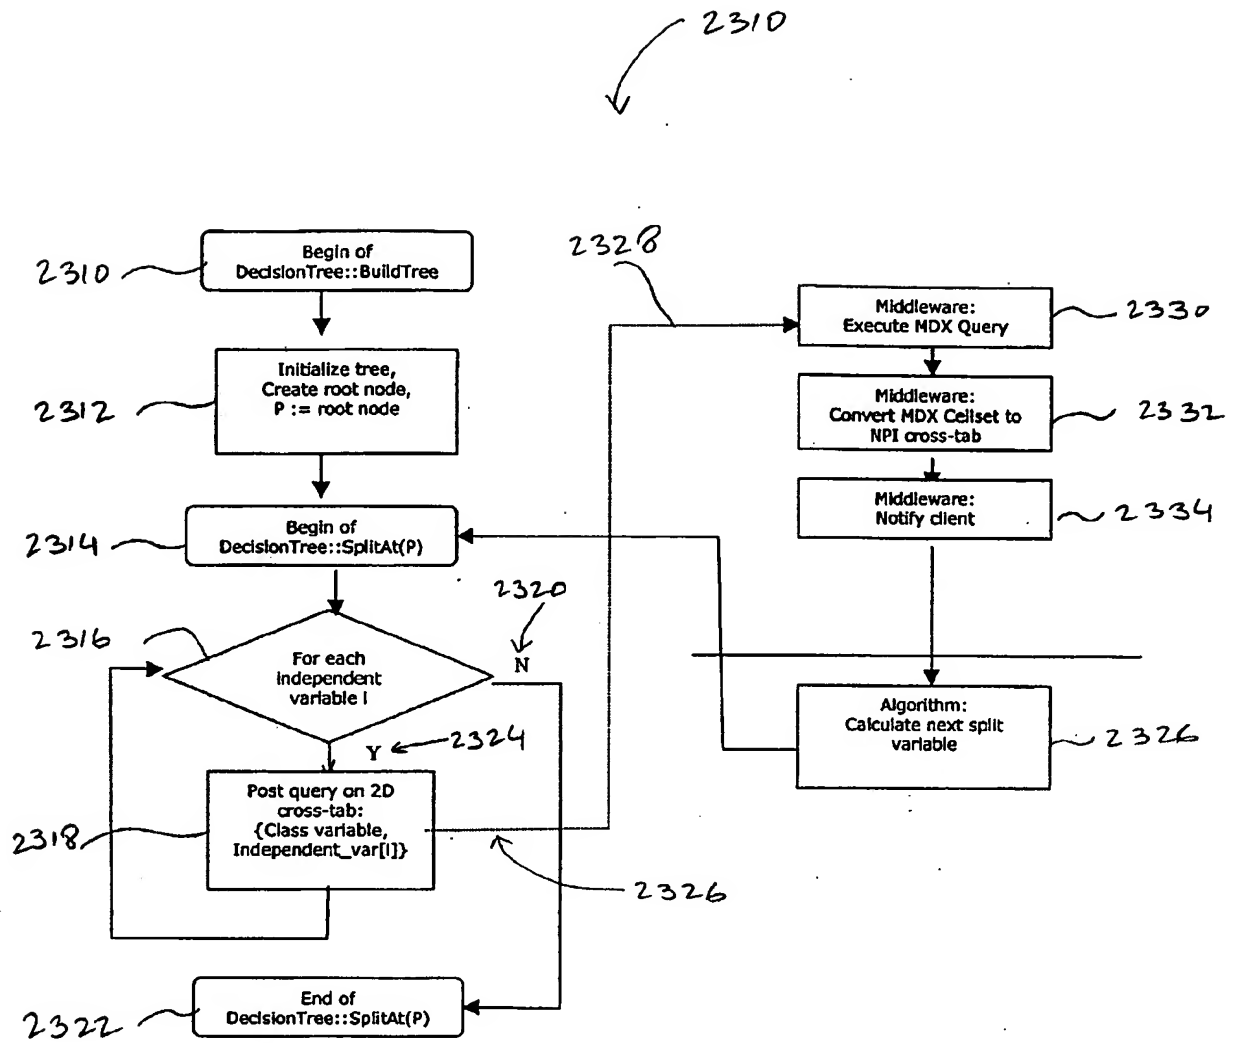 2310
2310
Begin of
DecisionTree::BuildTree
2312
Initialize tree,
Create root node,
P := root node
2314
Begin of
DecisionTree::SplitAt(P)
2316
For each
independent
variable i
2320
N
Y
2324
2318
Post query on 2D
cross-tab:
{Class variable,
Independent_var[i]}
2326
2322
End of
DecisionTree::SplitAt(P)
2328
Middleware:
Execute MDX Query
2330
Middleware:
Convert MDX Cellset to
NPI cross-tab
2332
Middleware:
Notify client
2334
Algorithm:
Calculate next split
variable
2326